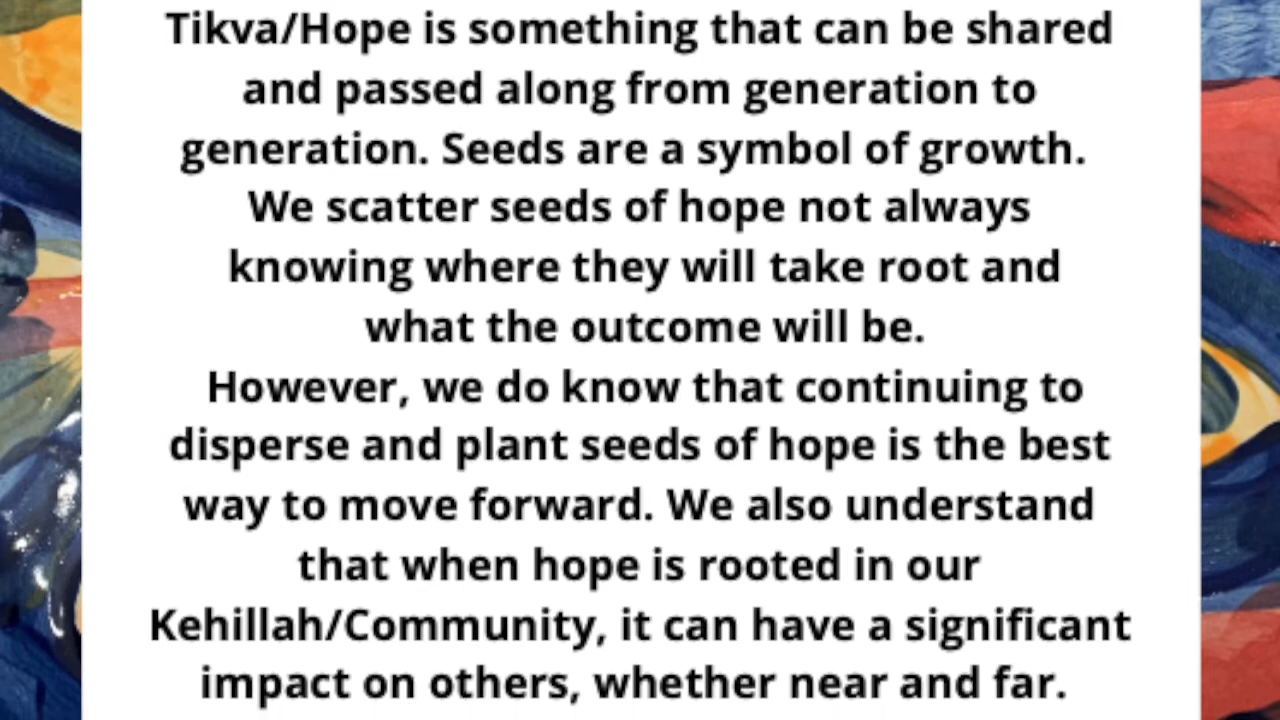 Tikva/Hope is something that can be shared
and passed along from generation to
generation. Seeds are a symbol of growth.
We scatter seeds of hope not always
knowing where they will take root and
what the outcome will be.
However, we do know that continuing to
disperse and plant seeds of hope is the best
way to move forward. We also understand
that when hope is rooted in our
Kehillah/Community, it can have a significant
impact on others, whether near and far.